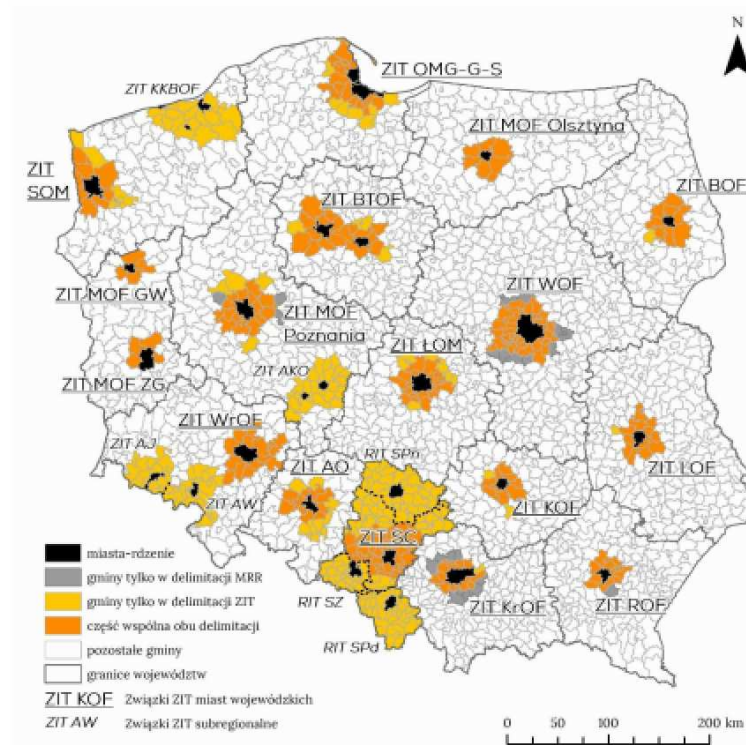 N
ZIT OMG-G-S
ZIT KKBOF
ZIT MOF Olsztyna
ZIT
SOM
ZIT BTOF
ZIT BOF
ZIT MOF GW
ZIT WOF
ZIT MOF
Poznania
ZIT ŁOM
ZIT MOF ZG
ZIT AKO
ZIT WrOF
ZIT AJ
RIT SPn
ZIT LOF
ZIT AO
ZIT AW
ZIT KOF
ZIT SC
RIT SZ
ZIT KrOF
ZIT ROF
RIT SPd
miasta-rdzenie
gminy tylko w delimitacji MRR
gminy tylko w delimitacji ZIT
część wspólna obu delimitacji
pozostałe gminy
granice województw
ZIT KOF Związki ZIT miast wojewódzkich
ZIT AW Związki ZIT subregionalne
0 50 100 200 km